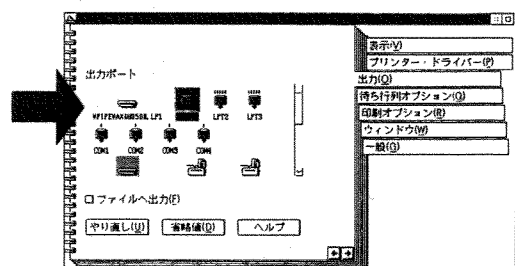 表示(V)
プリンター・ドライバー(P)
出力(O)
待ち行列オプション(Q)
印刷オプション(R)
ウィンドウ(W)
一般(G)
出力ポート
LPT2 LPT3
COM1 COM2 COM3 COM4
ロファイルへ出力(F)
やり直し(U) 省略値(D) ヘルプ